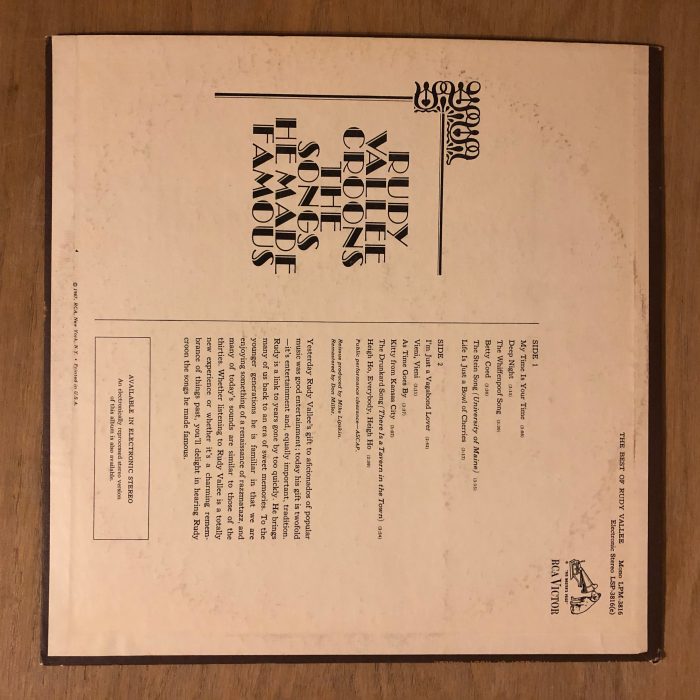 THE BEST OF RUDY VALLEE
Mono LPM-3816
Electronic Stereo LSP-3816(e)
"HIS MASTER'S VOICE"
RCA VICTOR
RUDY
VALLEE
CROONS
THE
SONGS
HE MADE
FAMOUS
SIDE 1
My Time Is Your Time
Deep Night
The Whiffenpoof Song
Betty Coed
The Stein Song (University of Maine)
Life Is Just a Bowl of Cherries
SIDE 2
I'm Just a Vagabond Lover
Vieni, Vieni
As Time Goes By
Kitty from Kansas City
The Drunkard Song (There Is a Tavern in the Town)
Heigh Ho, Everybody, Heigh Ho
Public performance clearance—ASCAP.
Reissue produced by Mike Lipskin.
Remastered by Don Miller.
Yesterday Rudy Vallee's gift to aficionados of popular
music was good entertainment; today his gift is twofold
—it's entertainment and, equally important, tradition.
Rudy is a link to years gone by too quickly. He brings
many of us back to an era of sweet memories. To the
younger generations he is familiar in that we are
enjoying something of a renaissance of razzmatazz, and
many of today's sounds are similar to those of the
thirties. Whether listening to Rudy Vallee is a totally
new experience or whether it's a charming remem-
brance of things past, you'll delight in hearing Rudy
croon the songs he made famous.
AVAILABLE IN ELECTRONIC STEREO
An electronically reprocessed stereo version
of this album is also available.
© 1967, RCA, New York, N.Y. • Printed in U.S.A.